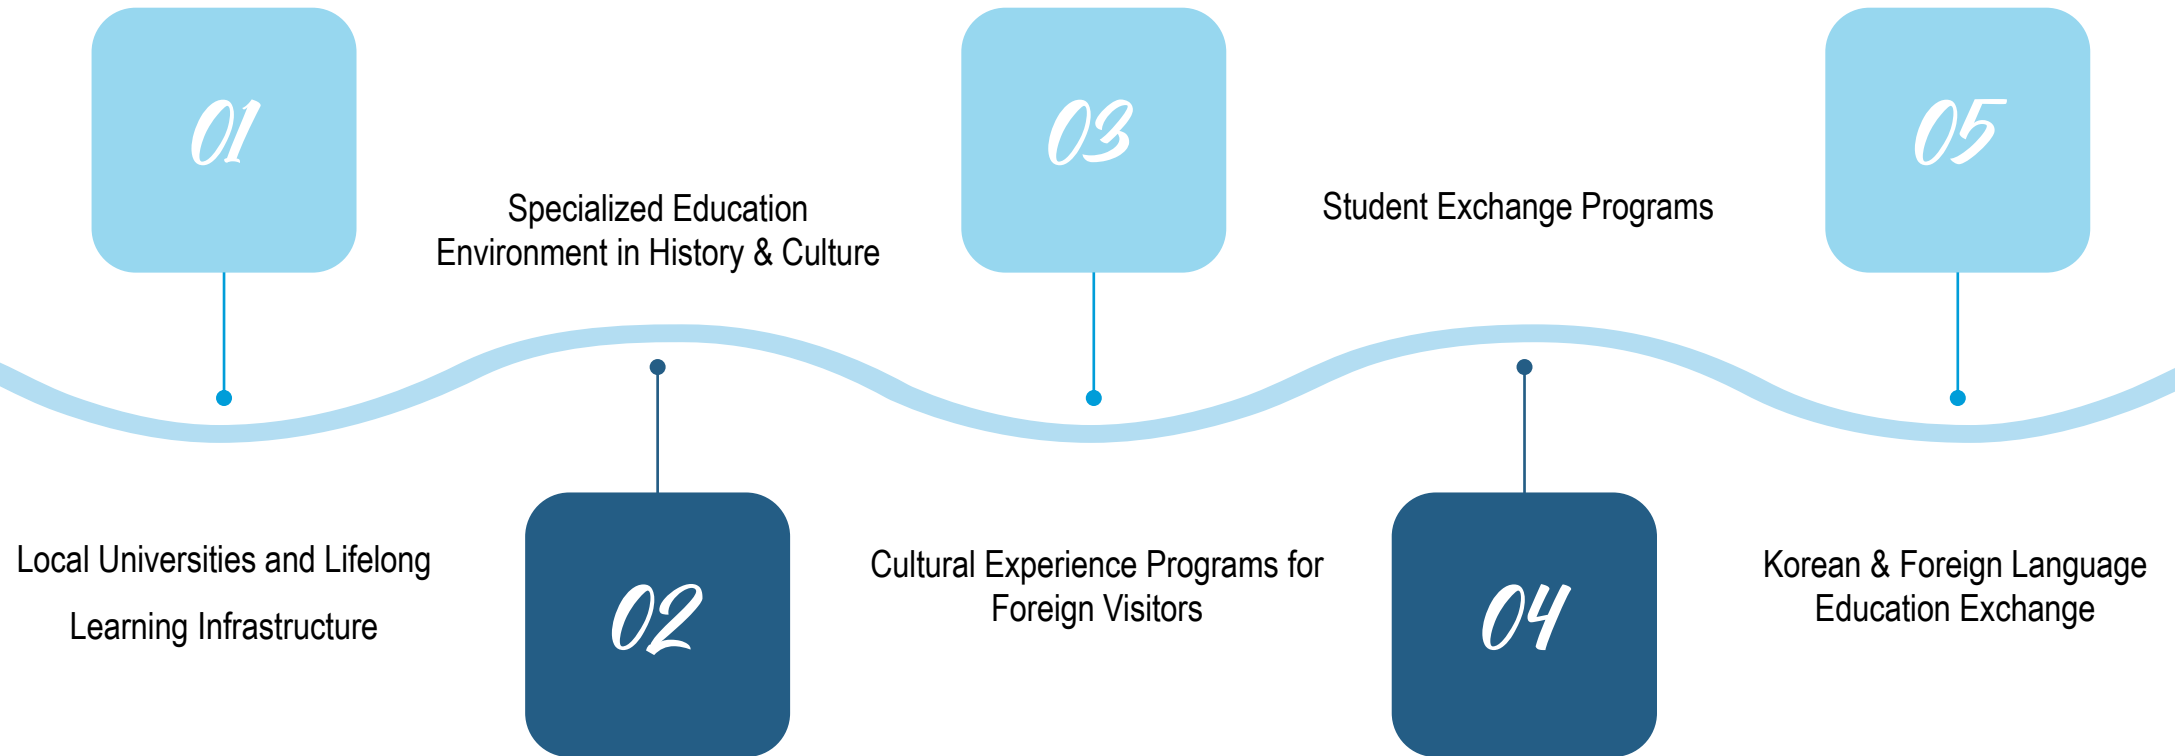 01
Local Universities and Lifelong
Learning Infrastructure
02
Specialized Education
Environment in History & Culture
03
Cultural Experience Programs for
Foreign Visitors
04
Student Exchange Programs
05
Korean & Foreign Language
Education Exchange